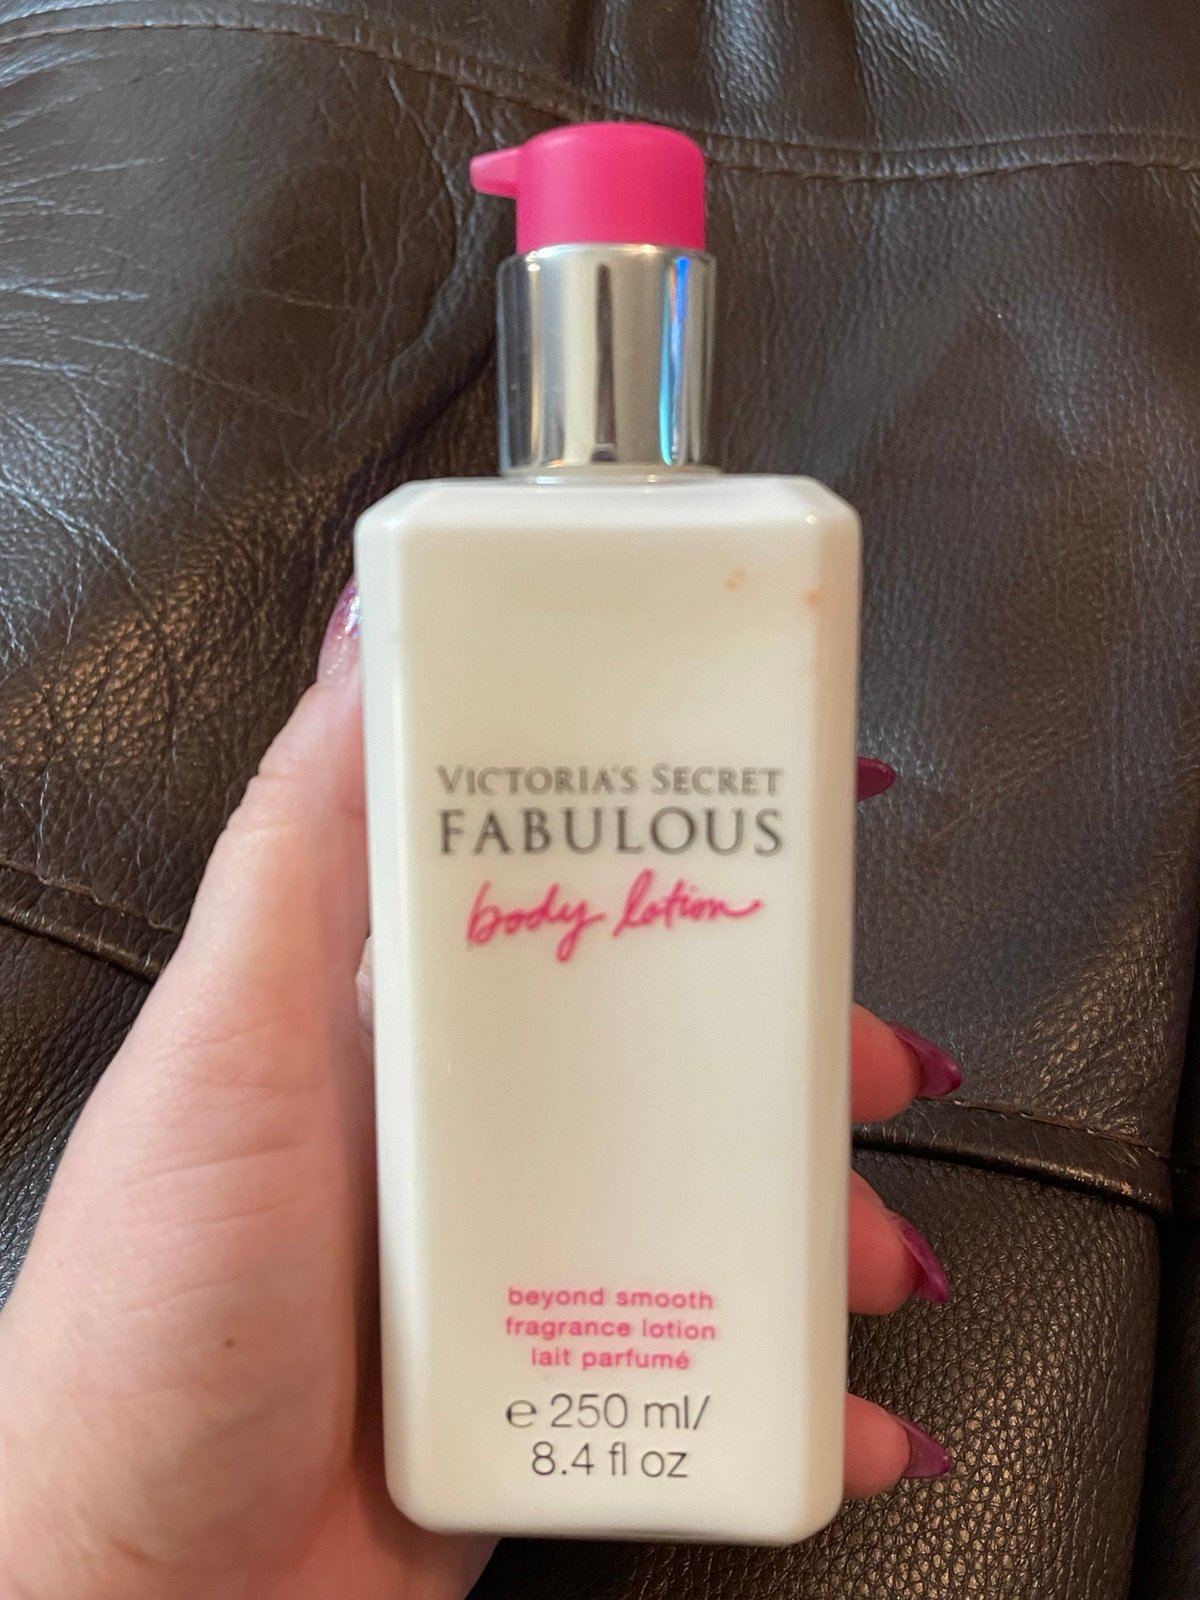 VICTORIA'S SECRET
FABULOUS
body lotion
beyond smooth
fragrance lotion
lait parfumé
℮ 250 ml/
8.4 fl oz